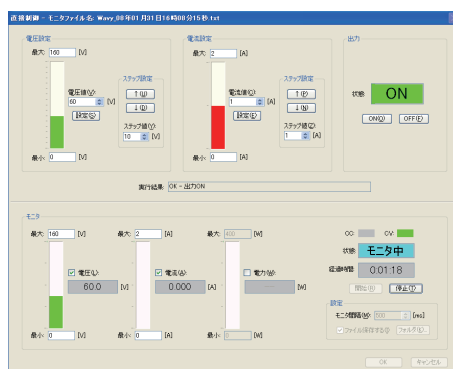 直接制御 - モニタファイル名: Wavy_08年01月31日16時08分15秒.txt
電圧設定
最大: 160 [V]
電圧値(V):
60 [V]
設定(S)
ステップ設定
↑(U)
↓(D)
ステップ値(Y):
10 [V]
最小: 0 [V]
電流設定
最大: 2 [A]
電流値(C):
1 [A]
設定(E)
ステップ設定
↑(P)
↓(N)
ステップ値(Z):
1 [A]
最小: 0 [A]
出力
状態: ON
ON(O) OFF(F)
実行結果: OK - 出力ON
モニタ
最大: 160 [V]
電圧(L):
60.0 [V]
最小: 0 [V]
最大: 2 [A]
電流(A):
0.000 [A]
最小: 0 [A]
最大: 400 [W]
電力(W):
[W]
最小: 0 [W]
CC: CV:
状態: モニタ中
経過時間: 0:01:18
開始(R) 停止(T)
設定
モニタ間隔(M): 500 [ms]
ファイル保存する(I) フォルダ(X)...
OK キャンセル